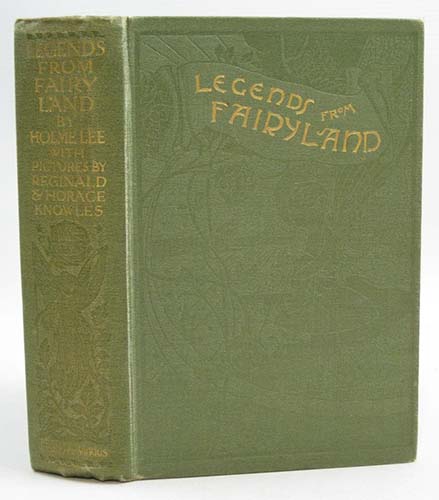 LEGENDS
FROM
FAIRY
LAND
BY
HOLME LEE
WITH
PICTURES BY
REGINALD
& HORACE
KNOWLES
LEGENDS FROM
FAIRYLAND